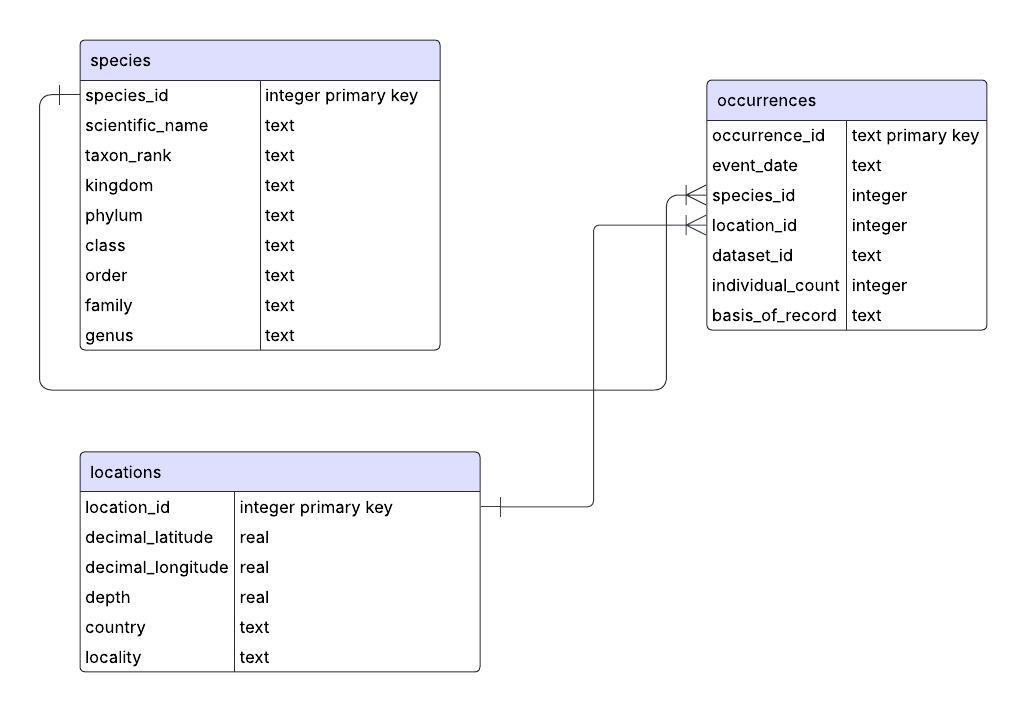 species
species_id integer primary key
scientific_name text
taxon_rank text
kingdom text
phylum text
class text
order text
family text
genus text
occurrences
occurrence_id text primary key
event_date text
species_id integer
location_id integer
dataset_id text
individual_count integer
basis_of_record text
locations
location_id integer primary key
decimal_latitude real
decimal_longitude real
depth real
country text
locality text